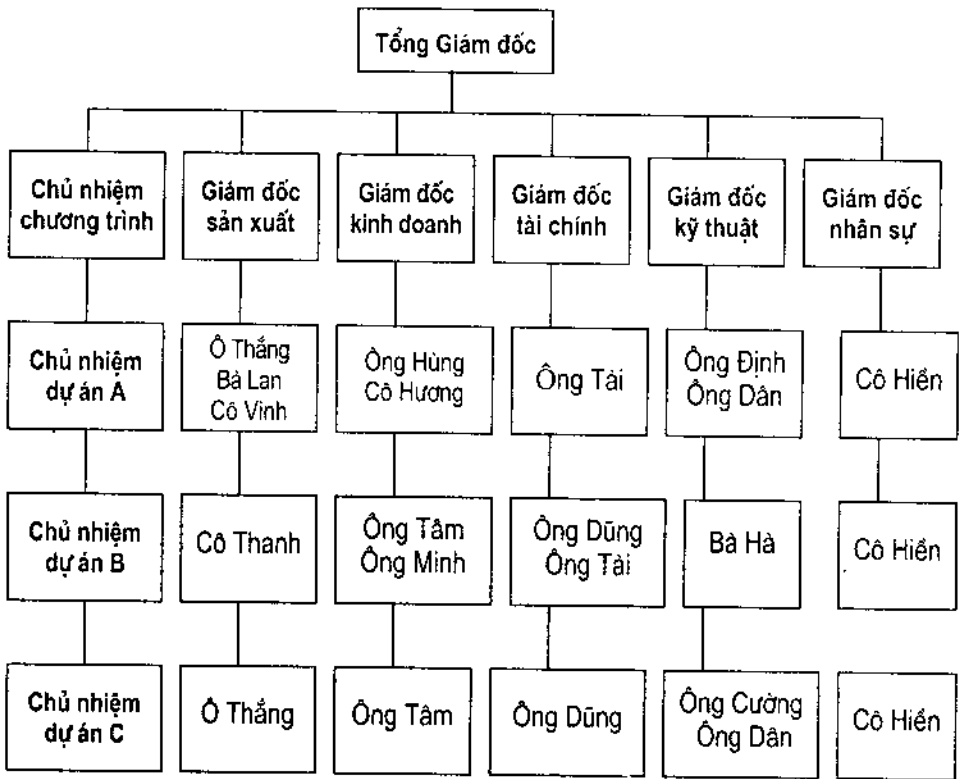 Tổng Giám đốc
Chủ nhiệm
chương trình
Giám đốc
sản xuất
Giám đốc
kinh doanh
Giám đốc
tài chính
Giám đốc
kỹ thuật
Giám đốc
nhân sự
Chủ nhiệm
dự án A
Ô Thắng
Bà Lan
Cô Vinh
Ông Hùng
Cô Hương
Ông Tài
Ông Định
Ông Dân
Cô Hiền
Chủ nhiệm
dự án B
Cô Thanh
Ông Tâm
Ông Minh
Ông Dũng
Ông Tài
Bà Hà
Cô Hiền
Chủ nhiệm
dự án C
Ô Thắng
Ông Tâm
Ông Dũng
Ông Cường
Ông Dân
Cô Hiền